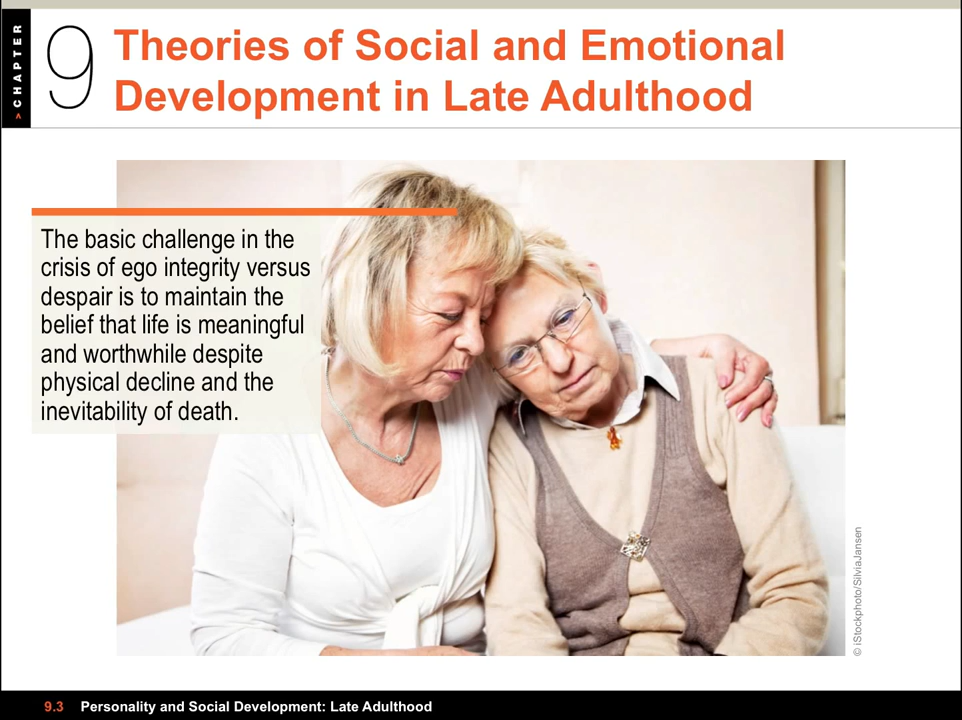 > CHAPTER
9
Theories of Social and Emotional
Development in Late Adulthood
The basic challenge in the
crisis of ego integrity versus
despair is to maintain the
belief that life is meaningful
and worthwhile despite
physical decline and the
inevitability of death.
© iStockphoto/SilviaJansen
9.3 Personality and Social Development: Late Adulthood